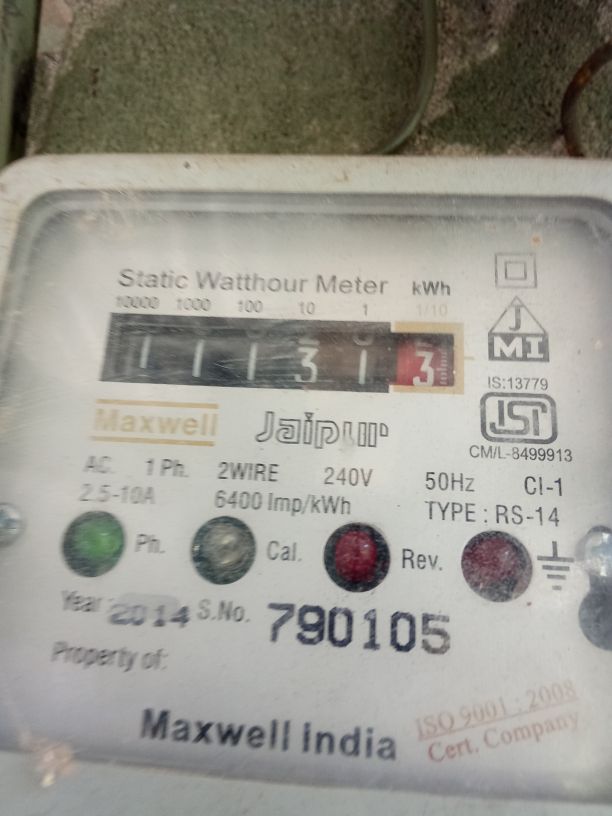 Static Watthour Meter kWh
10000 1000 100 10 1 1/10
1 1 1 3 1 3
J
MI
IS:13779
ISI
CM/L-8499913
Maxwell Jaipur
AC. 1 Ph. 2WIRE 240V 50Hz Cl-1
2.5-10A 6400 Imp/kWh TYPE : RS-14
Ph. Cal. Rev.
Year : 2014 S.No. 790105
Property of:
Maxwell India
ISO 9001 : 2008
Cert. Company